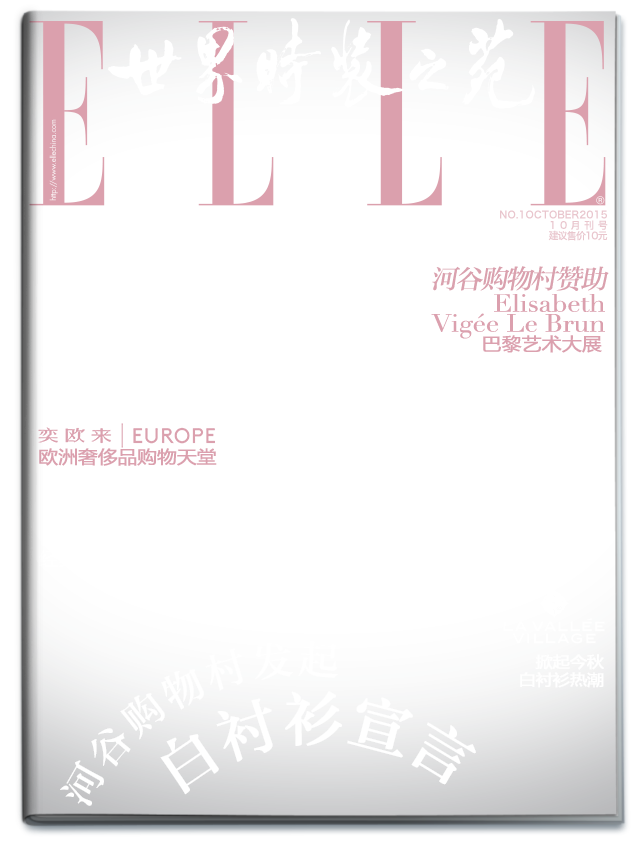 ELLE
世界時裝之苑
http://www.ellechina.com
®
NO.1OCTOBER2015
10月刊号
建议售价10元
河谷购物村赞助
Elisabeth
Vigée Le Brun
巴黎艺术大展
奕欧来|EUROPE
欧洲奢侈品购物天堂
VILLAGE
掀起今秋
白衬衫热潮
河谷购物村发起
白衬衫宣言